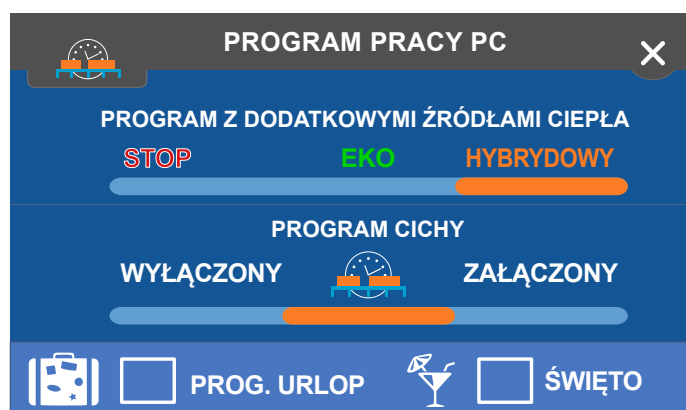 PROGRAM PRACY PC
PROGRAM Z DODATKOWYMI ŹRÓDŁAMI CIEPŁA
STOP EKO HYBRYDOWY
PROGRAM CICHY
WYŁĄCZONY ZAŁĄCZONY
PROG. URLOP ŚWIĘTO